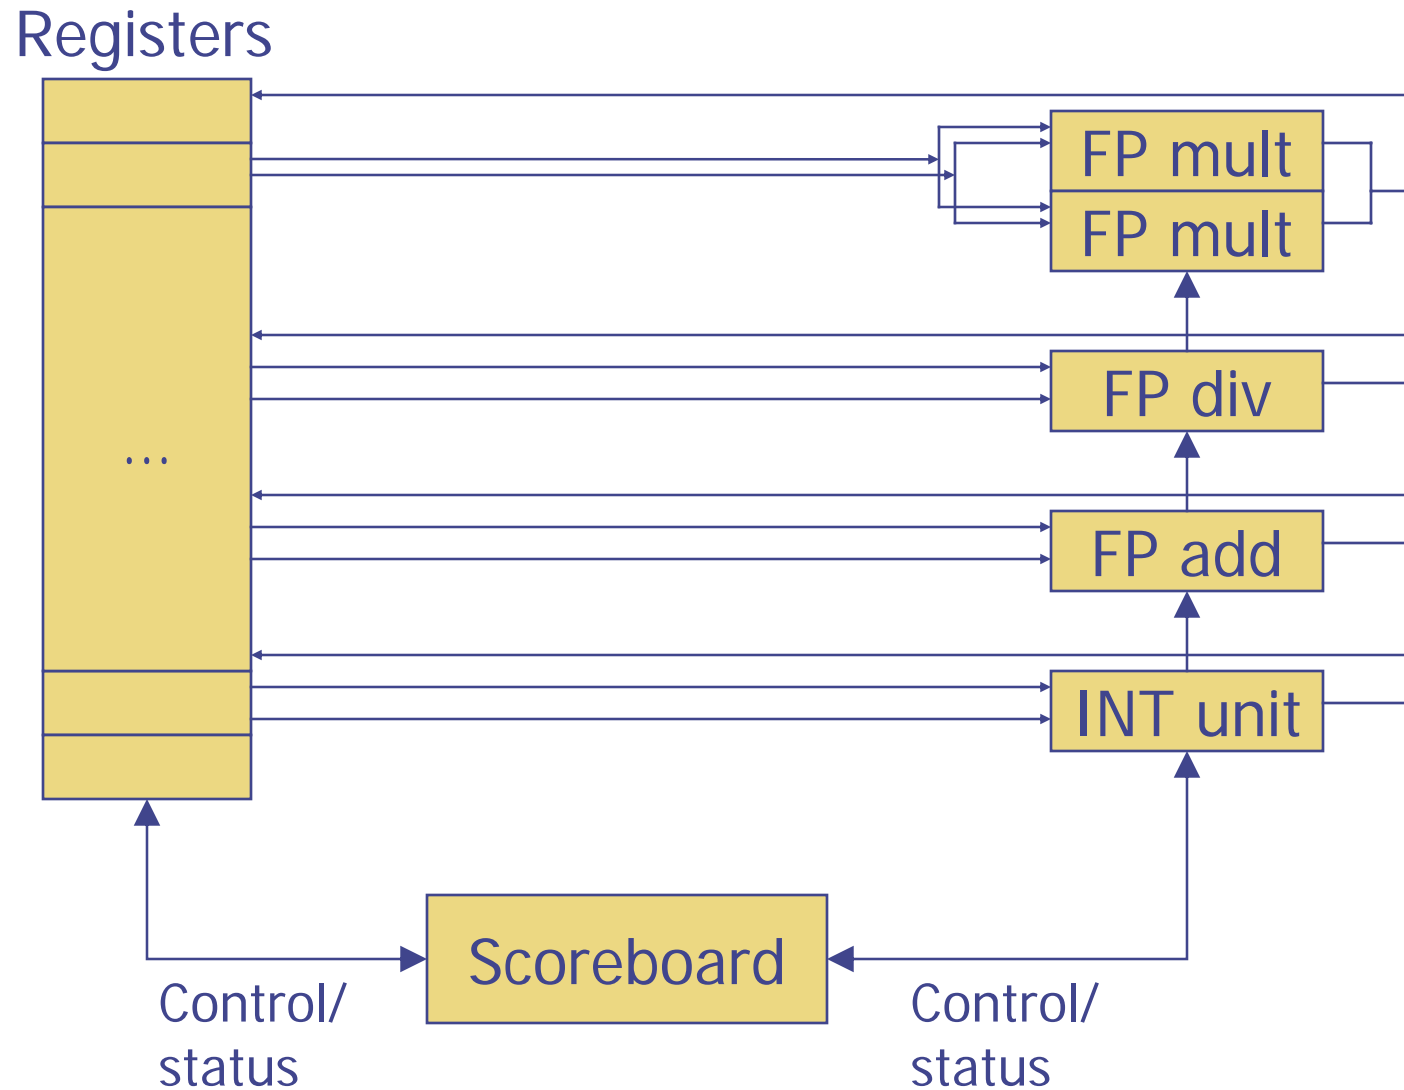 Registers
FP mult
FP mult
FP div
...
FP add
INT unit
Scoreboard
Control/
status
Control/
status